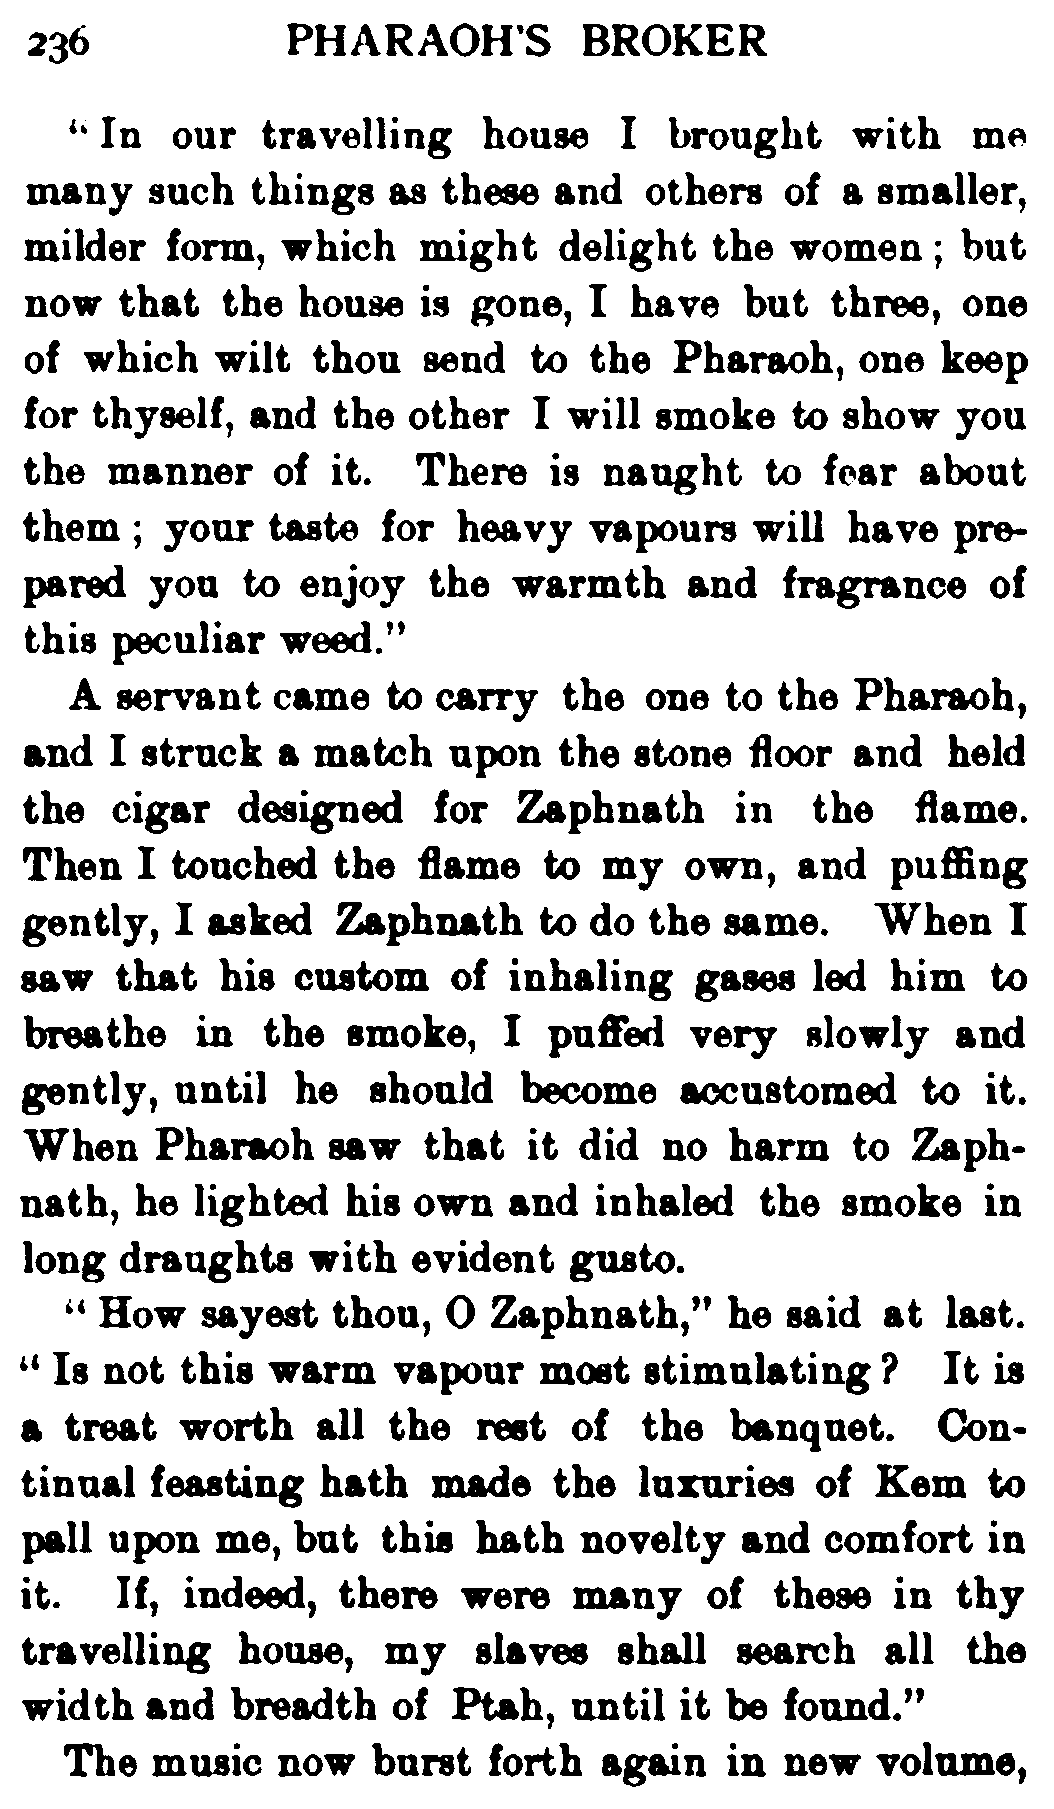 236 PHARAOH'S BROKER
"In our travelling house I brought with me
many such things as these and others of a smaller,
milder form, which might delight the women; but
now that the house is gone, I have but three, one
of which wilt thou send to the Pharaoh, one keep
for thyself, and the other I will smoke to show you
the manner of it. There is naught to fear about
them; your taste for heavy vapours will have pre-
pared you to enjoy the warmth and fragrance of
this peculiar weed."
A servant came to carry the one to the Pharaoh,
and I struck a match upon the stone floor and held
the cigar designed for Zaphnath in the flame.
Then I touched the flame to my own, and puffing
gently, I asked Zaphnath to do the same. When I
saw that his custom of inhaling gases led him to
breathe in the smoke, I puffed very slowly and
gently, until he should become accustomed to it.
When Pharaoh saw that it did no harm to Zaph-
nath, he lighted his own and inhaled the smoke in
long draughts with evident gusto.
"How sayest thou, O Zaphnath," he said at last.
"Is not this warm vapour most stimulating? It is
a treat worth all the rest of the banquet. Con-
tinual feasting hath made the luxuries of Kem to
pall upon me, but this hath novelty and comfort in
it. If, indeed, there were many of these in thy
travelling house, my slaves shall search all the
width and breadth of Ptah, until it be found."
The music now burst forth again in new volume,